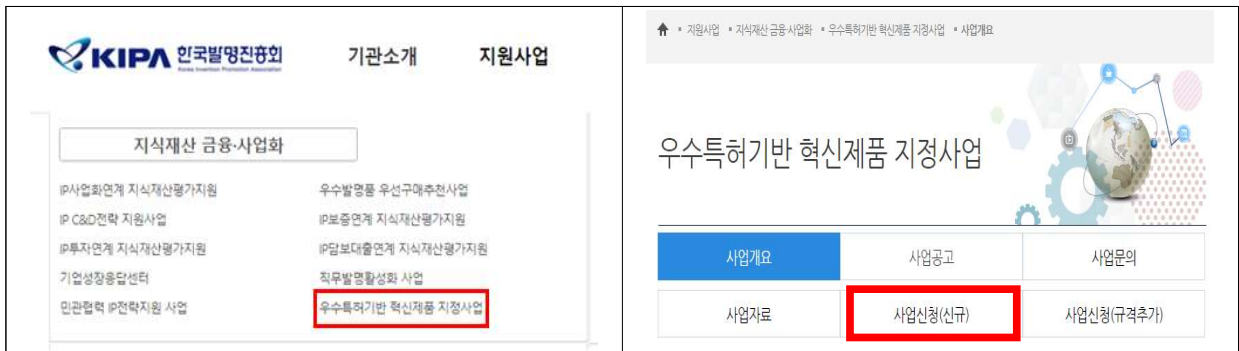 KIPA 한국발명진흥회
Korea Invention Promotion Association
기관소개
지원사업
지식재산 금융·사업화
IP사업화연계 지식재산평가지원
우수발명품 우선구매추천사업
IP C&D전략 지원사업
IP보증연계 지식재산평가지원
IP투자연계 지식재산평가지원
IP담보대출연계 지식재산평가지원
기업성장응답센터
직무발명활성화 사업
민관협력 IP전략지원 사업
우수특허기반 혁신제품 지정사업
지원사업 지식재산 금융·사업화 우수특허기반 혁신제품 지정사업 사업개요
우수특허기반 혁신제품 지정사업
사업개요
사업공고
사업문의
사업자료
사업신청(신규)
사업신청(규격추가)